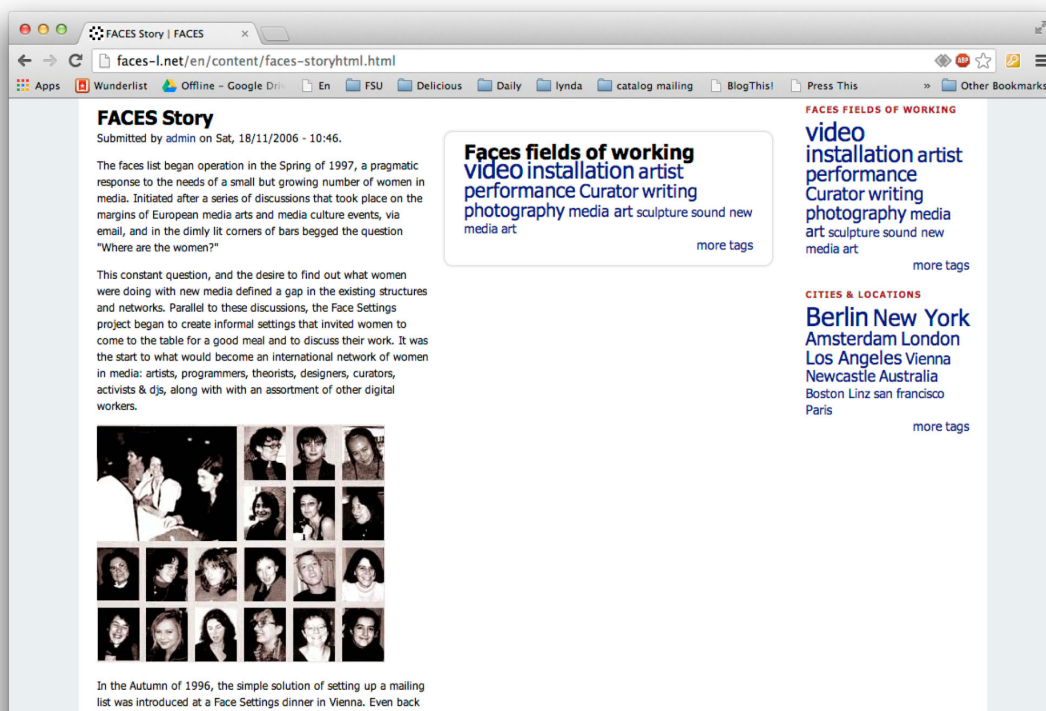 FACES Story | FACES
faces-l.net/en/content/faces-storyhtml.html
Apps Wunderlist Offline – Google Dri En FSU Delicious Daily lynda catalog mailing BlogThis! Press This » Other Bookmarks
FACES Story
Submitted by admin on Sat, 18/11/2006 - 10:46.
The faces list began operation in the Spring of 1997, a pragmatic
response to the needs of a small but growing number of women in
media. Initiated after a series of discussions that took place on the
margins of European media arts and media culture events, via
email, and in the dimly lit corners of bars begged the question
"Where are the women?"
This constant question, and the desire to find out what women
were doing with new media defined a gap in the existing structures
and networks. Parallel to these discussions, the Face Settings
project began to create informal settings that invited women to
come to the table for a good meal and to discuss their work. It was
the start to what would become an international network of women
in media: artists, programmers, theorists, designers, curators,
activists & djs, along with with an assortment of other digital
workers.
In the Autumn of 1996, the simple solution of setting up a mailing
list was introduced at a Face Settings dinner in Vienna. Even back
Faces fields of working
video installation artist
performance Curator writing
photography media art sculpture sound new
media art
more tags
FACES FIELDS OF WORKING
video
installation artist
performance
Curator writing
photography media
art sculpture sound new
media art
more tags
CITIES & LOCATIONS
Berlin New York
Amsterdam London
Los Angeles Vienna
Newcastle Australia
Boston Linz san francisco
Paris
more tags